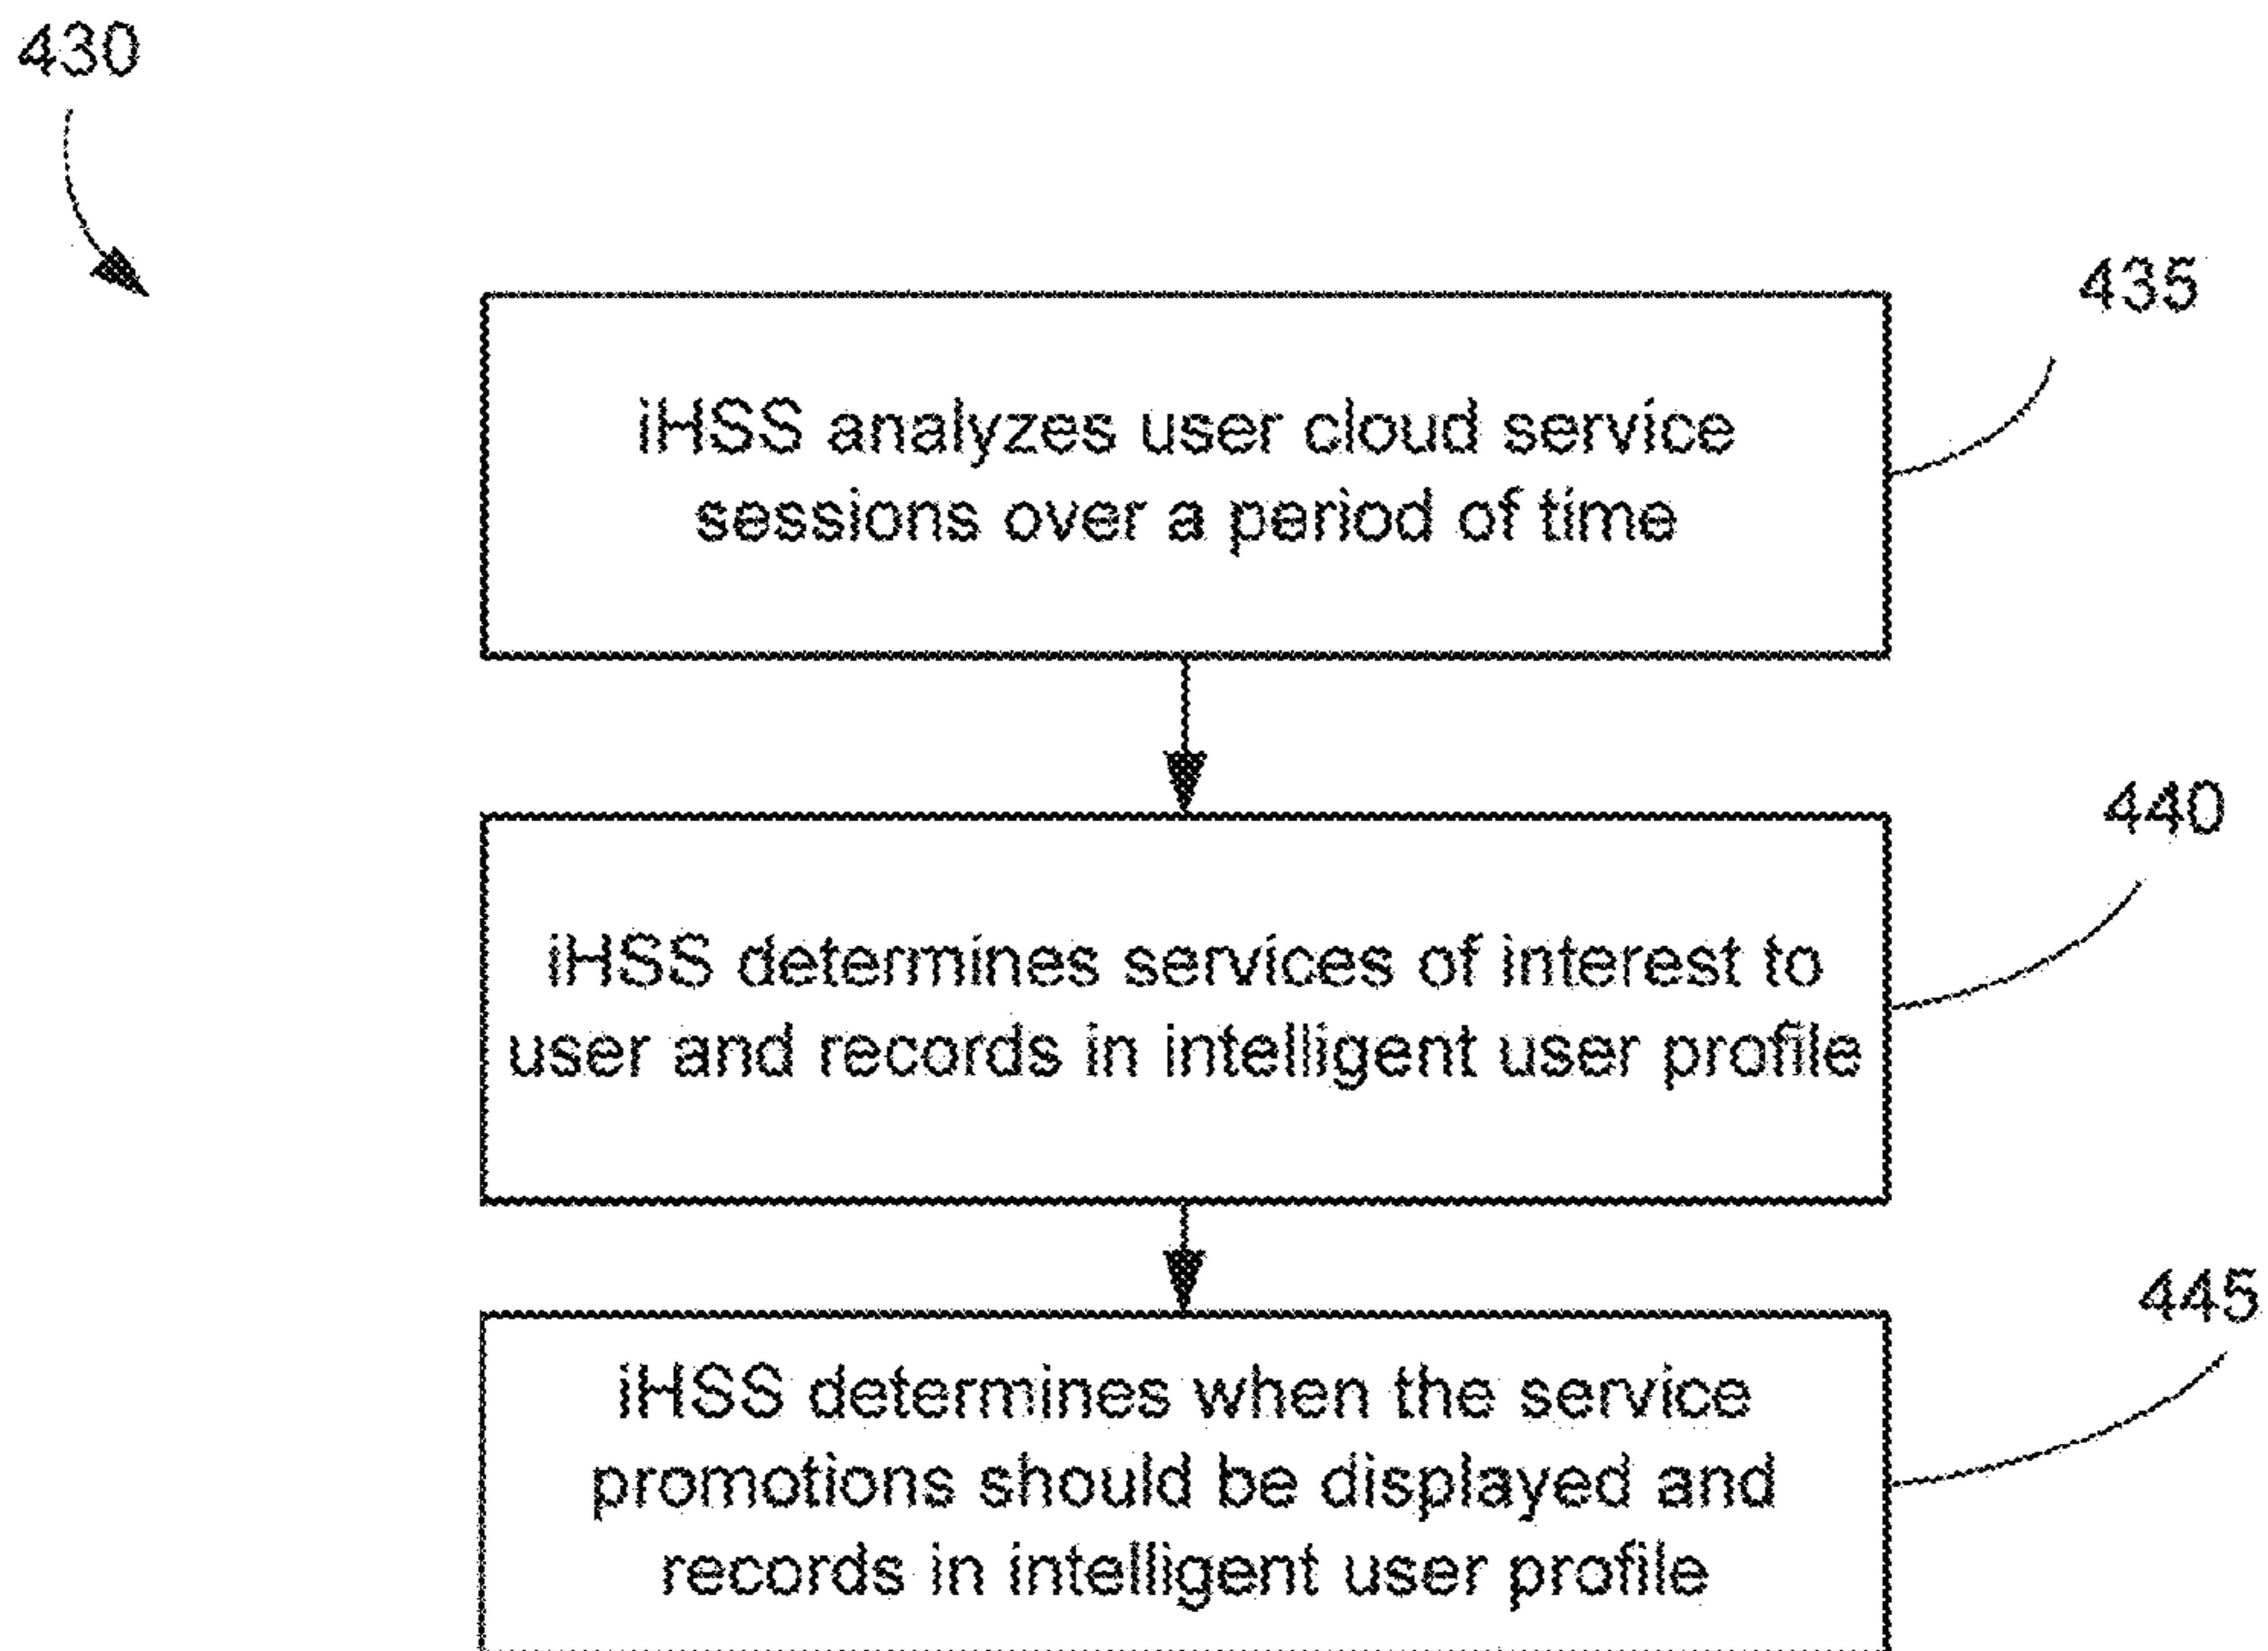 430
435
iHSS analyzes user cloud service
sessions over a period of time
440
iHSS determines services of interest to
user and records in intelligent user profile
445
iHSS determines when the service
promotions should be displayed and
records in intelligent user profile